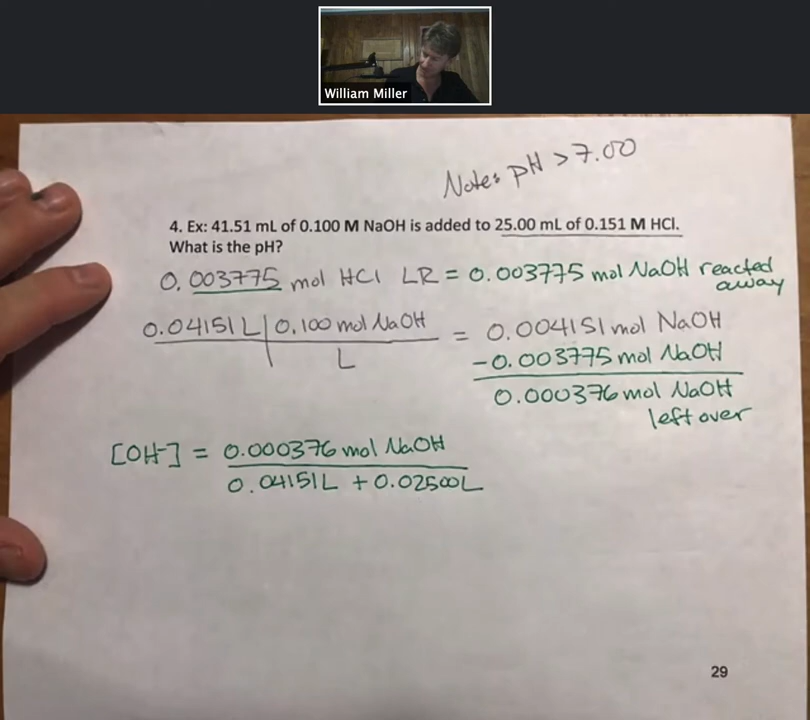 William Miller
Note: pH > 7.00
4. Ex: 41.51 mL of 0.100 M NaOH is added to 25.00 mL of 0.151 M HCl.
What is the pH?
0.003775 mol HCl LR = 0.003775 mol NaOH reacted
away
0.04151 L | 0.100 mol NaOH = 0.004151 mol NaOH
L
-0.003775 mol NaOH
0.000376 mol NaOH
left over
[OH-] = 0.000376 mol NaOH
0.04151 L + 0.02500 L
29